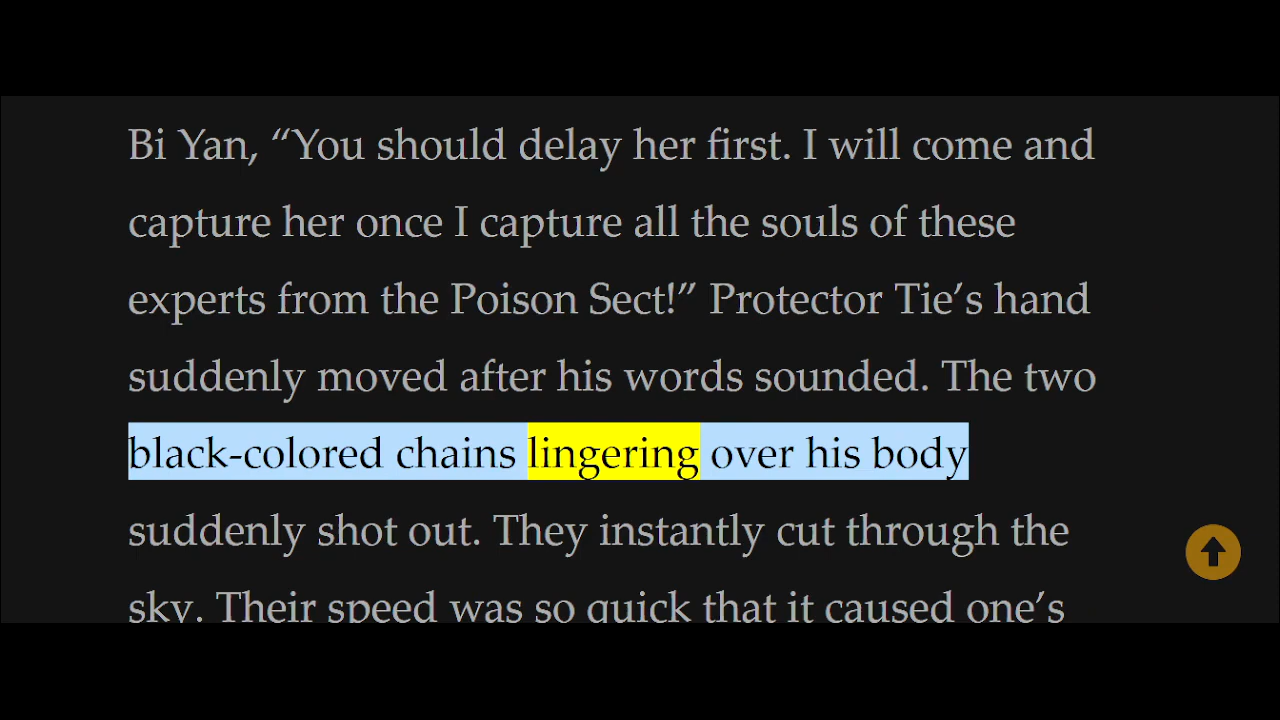 Bi Yan, “You should delay her first. I will come and
capture her once I capture all the souls of these
experts from the Poison Sect!” Protector Tie’s hand
suddenly moved after his words sounded. The two
black-colored chains lingering over his body
suddenly shot out. They instantly cut through the
sky. Their speed was so quick that it caused one’s